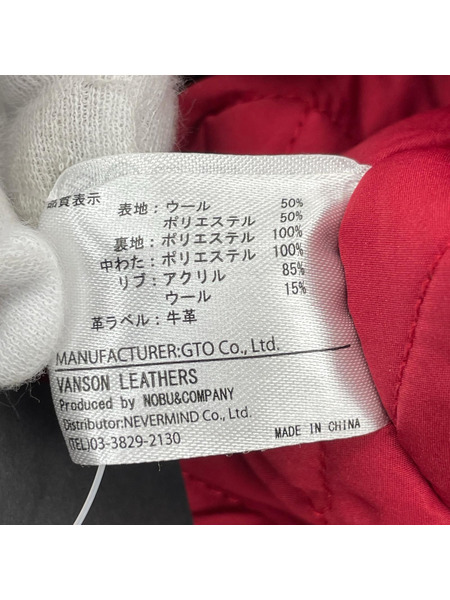 品質表示
表地：ウール 50%
ポリエステル 50%
裏地：ポリエステル 100%
中わた：ポリエステル 100%
リブ：アクリル 85%
ウール 15%
革ラベル：牛革
MANUFACTURER:GTO Co., Ltd.
VANSON LEATHERS
Produced by NOBU&COMPANY
Distributor:NEVERMIND Co., Ltd.
(TEL)03-3829-2130
MADE IN CHINA